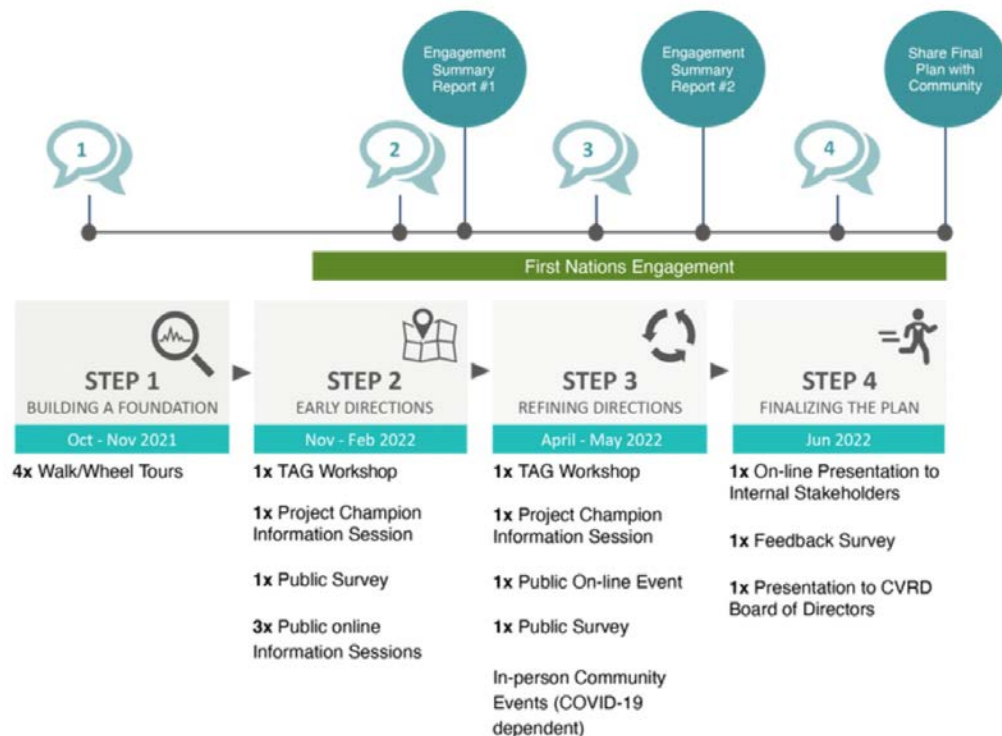 Engagement
Summary
Report #1
Engagement
Summary
Report #2
Share Final
Plan with
Community
1
2
3
4
First Nations Engagement
STEP 1
BUILDING A FOUNDATION
Oct - Nov 2021
4x Walk/Wheel Tours
STEP 2
EARLY DIRECTIONS
Nov - Feb 2022
1x TAG Workshop
1x Project Champion
Information Session
1x Public Survey
3x Public online
Information Sessions
STEP 3
REFINING DIRECTIONS
April - May 2022
1x TAG Workshop
1x Project Champion
Information Session
1x Public On-line Event
1x Public Survey
In-person Community
Events (COVID-19
dependent)
STEP 4
FINALIZING THE PLAN
Jun 2022
1x On-line Presentation to
Internal Stakeholders
1x Feedback Survey
1x Presentation to CVRD
Board of Directors